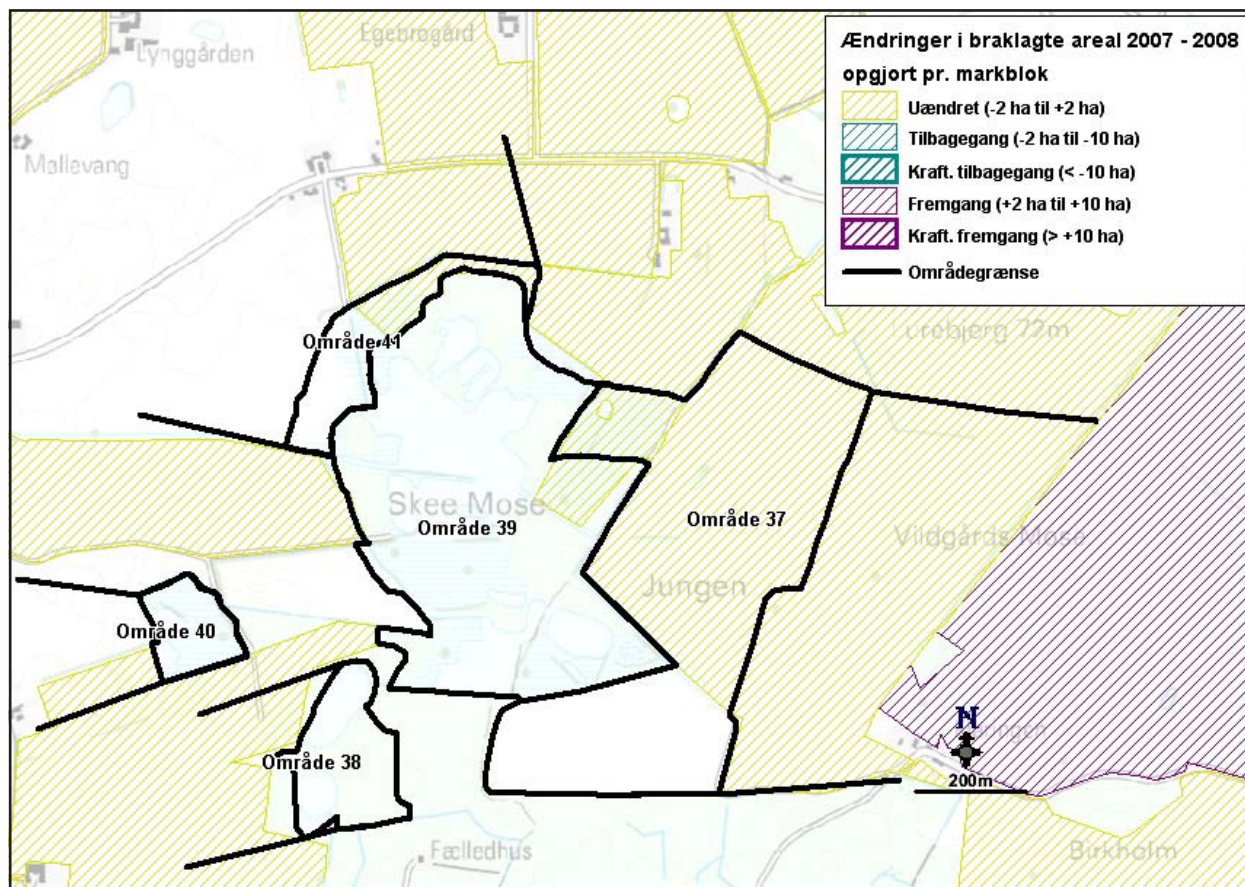 Ændringer i braklagte areal 2007 - 2008
opgjort pr. markblok
Uændret (-2 ha til +2 ha)
Tilbagegang (-2 ha til -10 ha)
Kraft. tilbagegang (< -10 ha)
Fremgang (+2 ha til +10 ha)
Kraft. fremgang (> +10 ha)
Områdegrænse
Lynggården
Egebrogård
Møllevang
urebjerg 72m
Område 41
Skee Mose
Område 39
Område 37
Vildgårds Mose
Jungen
Område 40
Område 38
N
200m
Fælledhus
Birkholm